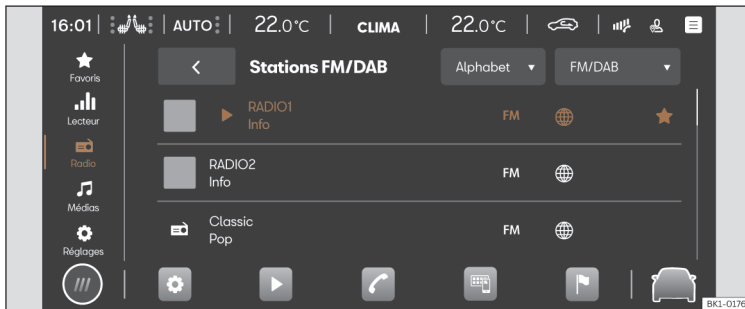 16:01 AUTO 22.0°C CLIMA 22.0°C
Favoris
Lecteur
Radio
Médias
Réglages
Stations FM/DAB Alphabet FM/DAB
RADIO1 FM
Info
RADIO2 FM
Info
Classic FM
Pop
BK1-0176